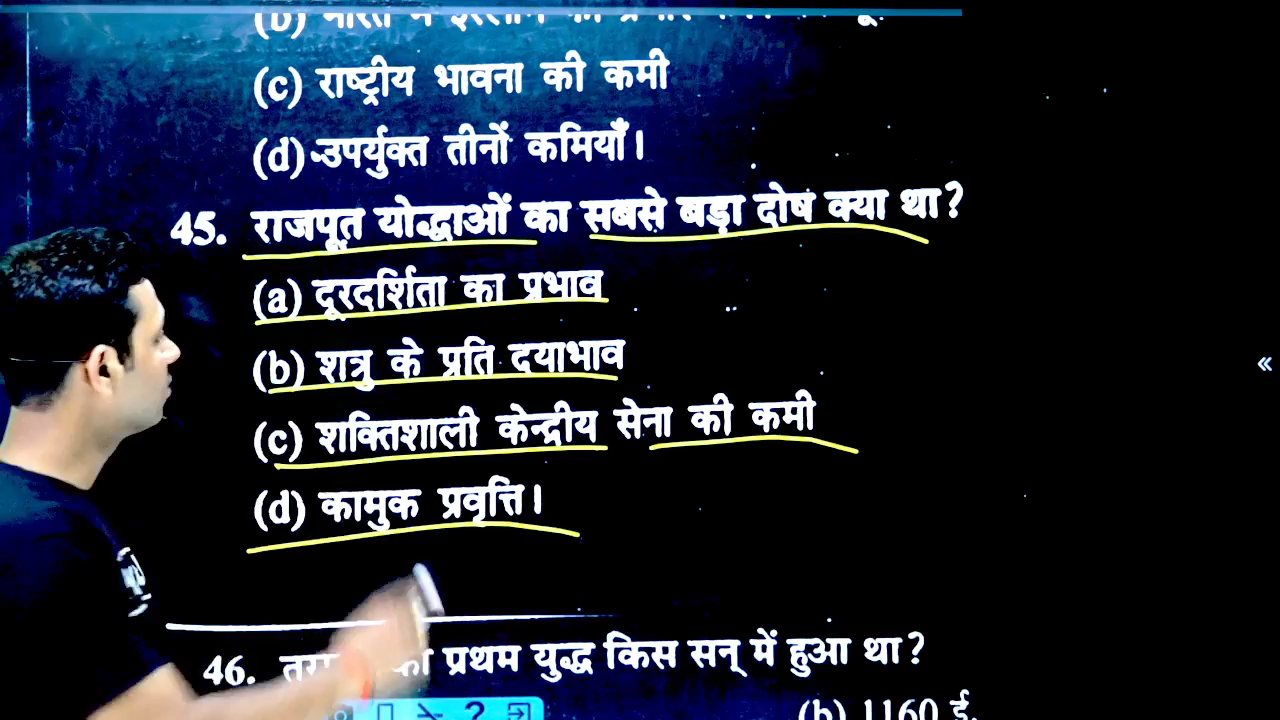 (c) राष्ट्रीय भावना की कमी
(d) उपर्युक्त तीनों कमियाँ।
45. राजपूत योद्धाओं का सबसे बड़ा दोष क्या था?
(a) दूरदर्शिता का प्रभाव
(b) शत्रु के प्रति दयाभाव
(c) शक्तिशाली केन्द्रीय सेना की कमी
(d) कामुक प्रवृत्ति।
46. प्रथम युद्ध किस सन् में हुआ था?
(b) 1160 ई.